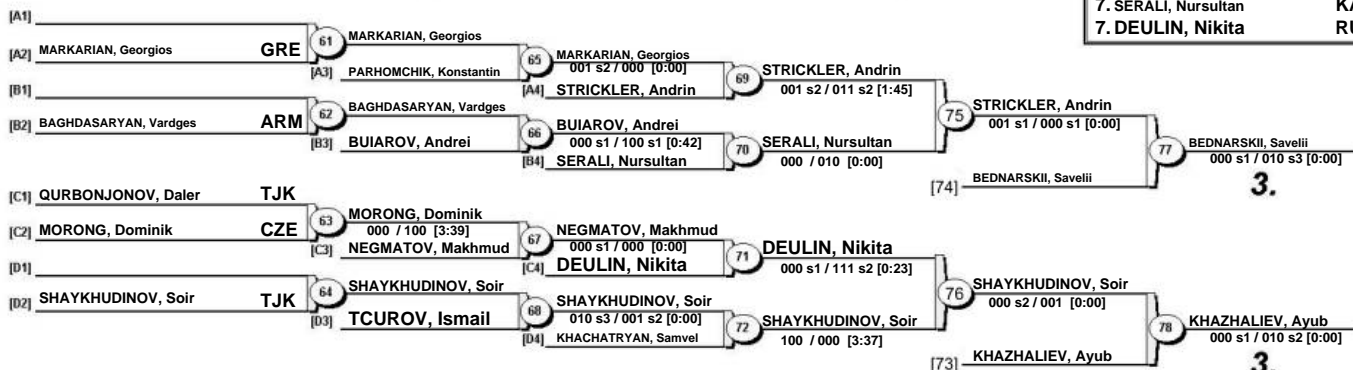 7. SERALI, Nursultan KA
7. DEULIN, Nikita RU
[A1]
[A2] MARKARIAN, Georgios GRE
61 MARKARIAN, Georgios
[A3] PARHOMCHIK, Konstantin
65 MARKARIAN, Georgios
001 s2 / 000 [0:00]
[A4] STRICKLER, Andrin
69 STRICKLER, Andrin
001 s2 / 011 s2 [1:45]
[B1]
[B2] BAGHDASARYAN, Vardges ARM
62 BAGHDASARYAN, Vardges
[B3] BUIAROV, Andrei
66 BUIAROV, Andrei
000 s1 / 100 s1 [0:42]
[B4] SERALI, Nursultan
70 SERALI, Nursultan
000 / 010 [0:00]
75 STRICKLER, Andrin
001 s1 / 000 s1 [0:00]
[74] BEDNARSKII, Savelii
77 BEDNARSKII, Savelii
000 s1 / 010 s3 [0:00]
3.
[C1] QURBONJONOV, Daler TJK
[C2] MORONG, Dominik CZE
63 MORONG, Dominik
000 / 100 [3:39]
[C3] NEGMATOV, Makhmud
67 NEGMATOV, Makhmud
000 s1 / 000 [0:00]
[C4] DEULIN, Nikita
71 DEULIN, Nikita
000 s1 / 111 s2 [0:23]
[D1]
[D2] SHAYKHUDINOV, Soir TJK
64 SHAYKHUDINOV, Soir
[D3] TCUROV, Ismail
68 SHAYKHUDINOV, Soir
010 s3 / 001 s2 [0:00]
[D4] KHACHATRYAN, Samvel
72 SHAYKHUDINOV, Soir
100 / 000 [3:37]
76 SHAYKHUDINOV, Soir
000 s2 / 001 [0:00]
[73] KHAZHALIEV, Ayub
78 KHAZHALIEV, Ayub
000 s1 / 010 s2 [0:00]
3.